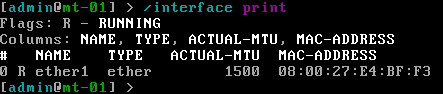 [admin@mt-01] > /interface print
Flags: R - RUNNING
Columns: NAME, TYPE, ACTUAL-MTU, MAC-ADDRESS
# NAME TYPE ACTUAL-MTU MAC-ADDRESS
0 R ether1 ether 1500 08:00:27:E4:BF:F3
[admin@mt-01] >